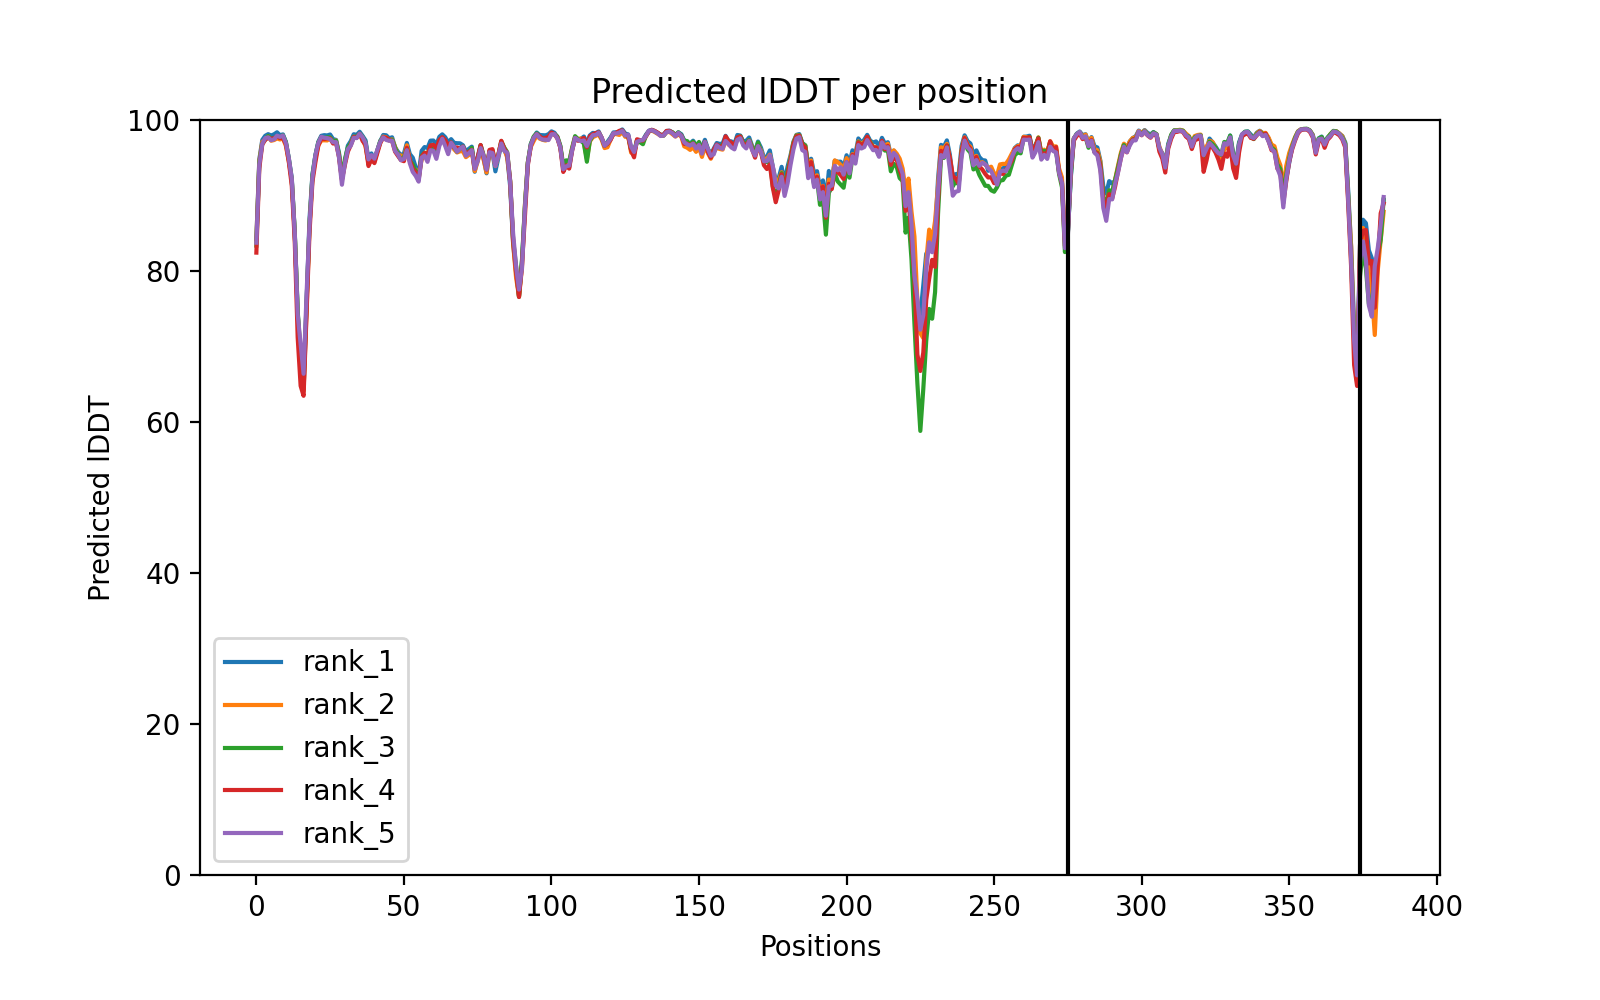 Predicted lDDT per position
100
80
60
40
20
0
Predicted lDDT
rank_1
rank_2
rank_3
rank_4
rank_5
0 50 100 150 200 250 300 350 400
Positions